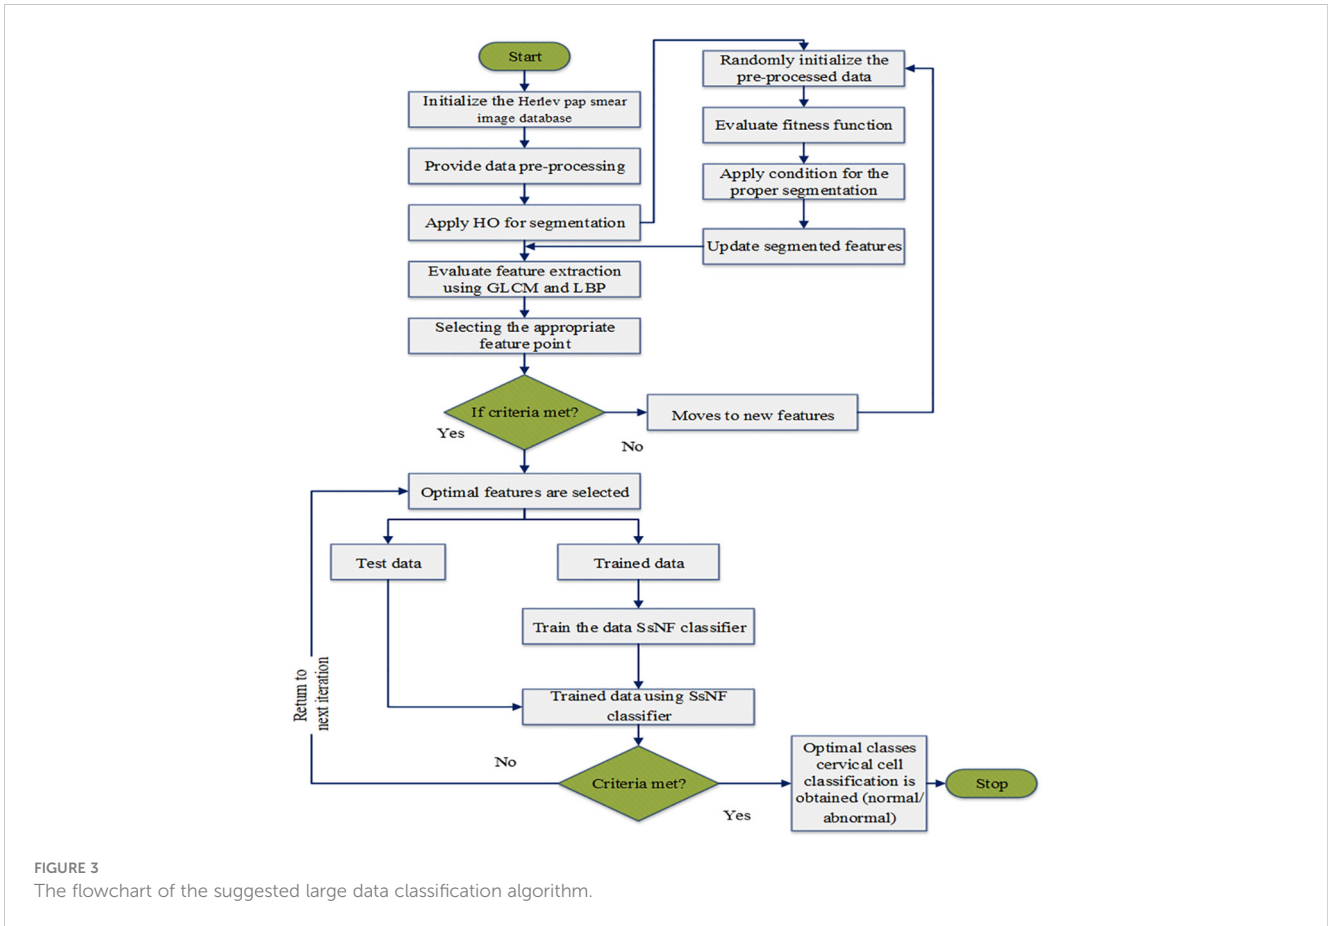 Start
Initialize the Herlev pap smear
image database
Provide data pre-processing
Apply HO for segmentation
Randomly initialize the
pre-processed data
Evaluate fitness function
Apply condition for the
proper segmentation
Update segmented features
Evaluate feature extraction
using GLCM and LBP
Selecting the appropriate
feature point
If criteria met?
Yes
No
Moves to new features
Optimal features are selected
Test data
Trained data
Train the data SsNF classifier
Trained data using SsNF
classifier
Return to
next iteration
Criteria met?
No
Yes
Optimal classes
cervical cell
classification is
obtained (normal/
abnormal)
Stop
FIGURE 3
The flowchart of the suggested large data classification algorithm.